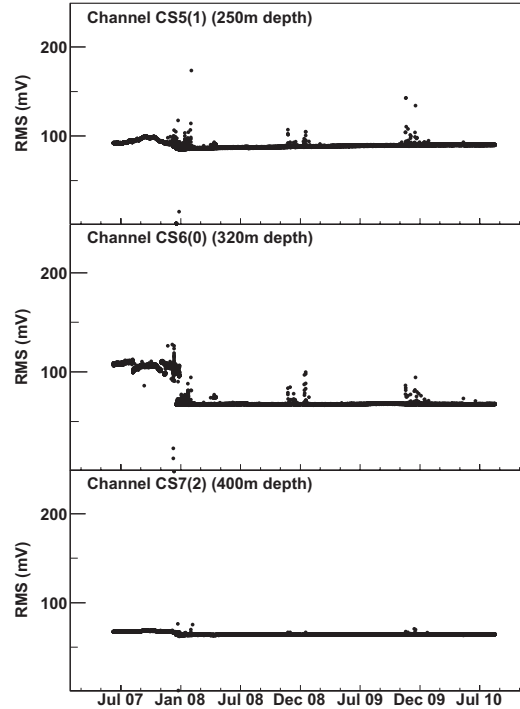 Channel CS5(1) (250m depth)
200
100
RMS (mV)
Channel CS6(0) (320m depth)
200
100
RMS (mV)
Channel CS7(2) (400m depth)
200
100
RMS (mV)
Jul 07 Jan 08 Jul 08 Dec 08 Jul 09 Dec 09 Jul 10